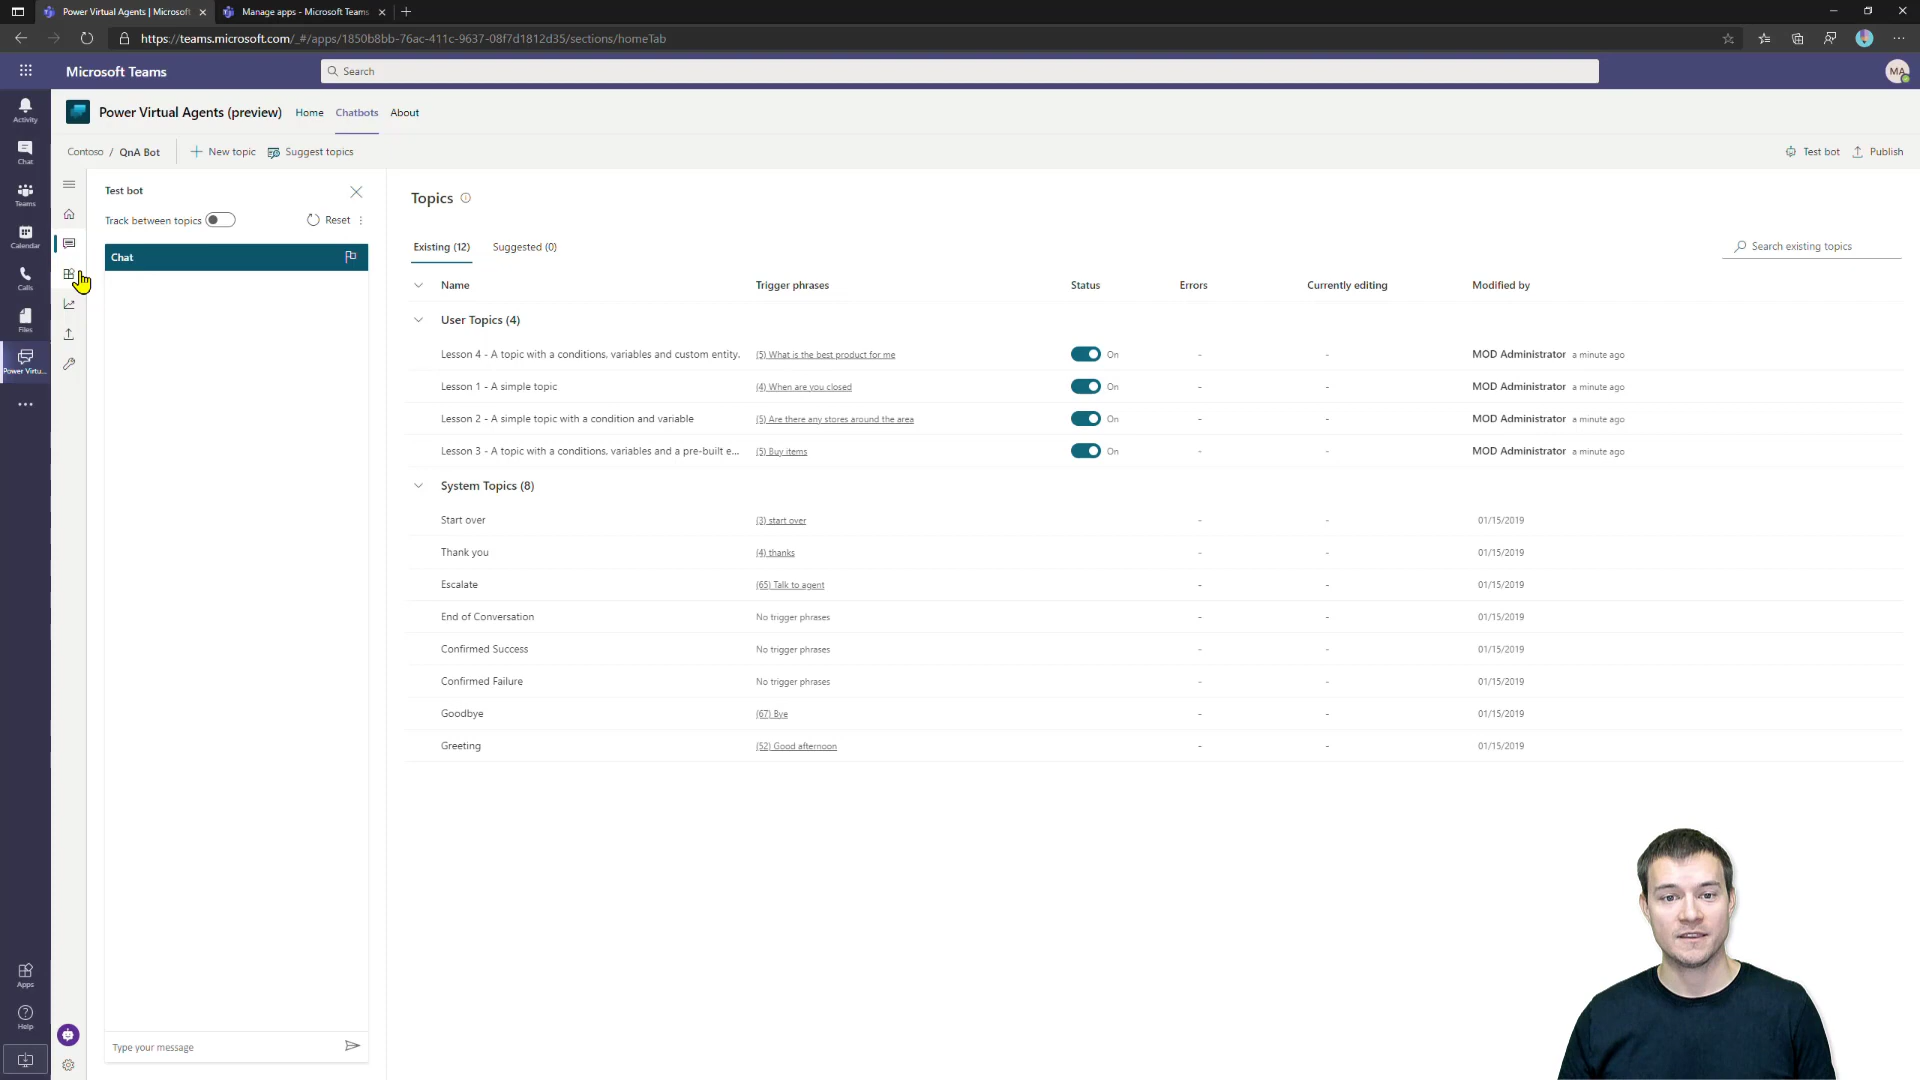 Power Virtual Agents | Microsoft
Manage apps - Microsoft Teams
https://teams.microsoft.com/_#/apps/1850b8bb-76ac-411c-9637-08f7d1812d35/sections/homeTab
Microsoft Teams
Search
MA
Activity
Chat
Teams
Calendar
Calls
Files
Power Virtu...
Apps
Help
Power Virtual Agents (preview) Home Chatbots About
Contoso / QnA Bot New topic Suggest topics Test bot Publish
Test bot
Track between topics Reset
Chat
Type your message
Topics
Existing (12) Suggested (0) Search existing topics
Name Trigger phrases Status Errors Currently editing Modified by
User Topics (4)
Lesson 4 - A topic with a conditions, variables and custom entity. (5) What is the best product for me On - - MOD Administrator a minute ago
Lesson 1 - A simple topic (4) When are you closed On - - MOD Administrator a minute ago
Lesson 2 - A simple topic with a condition and variable (5) Are there any stores around the area On - - MOD Administrator a minute ago
Lesson 3 - A topic with a conditions, variables and a pre-built e... (5) Buy items On - - MOD Administrator a minute ago
System Topics (8)
Start over (3) start over - - 01/15/2019
Thank you (4) thanks - - 01/15/2019
Escalate (65) Talk to agent - - 01/15/2019
End of Conversation No trigger phrases - - 01/15/2019
Confirmed Success No trigger phrases - - 01/15/2019
Confirmed Failure No trigger phrases - - 01/15/2019
Goodbye (67) Bye - - 01/15/2019
Greeting (52) Good afternoon - - 01/15/2019